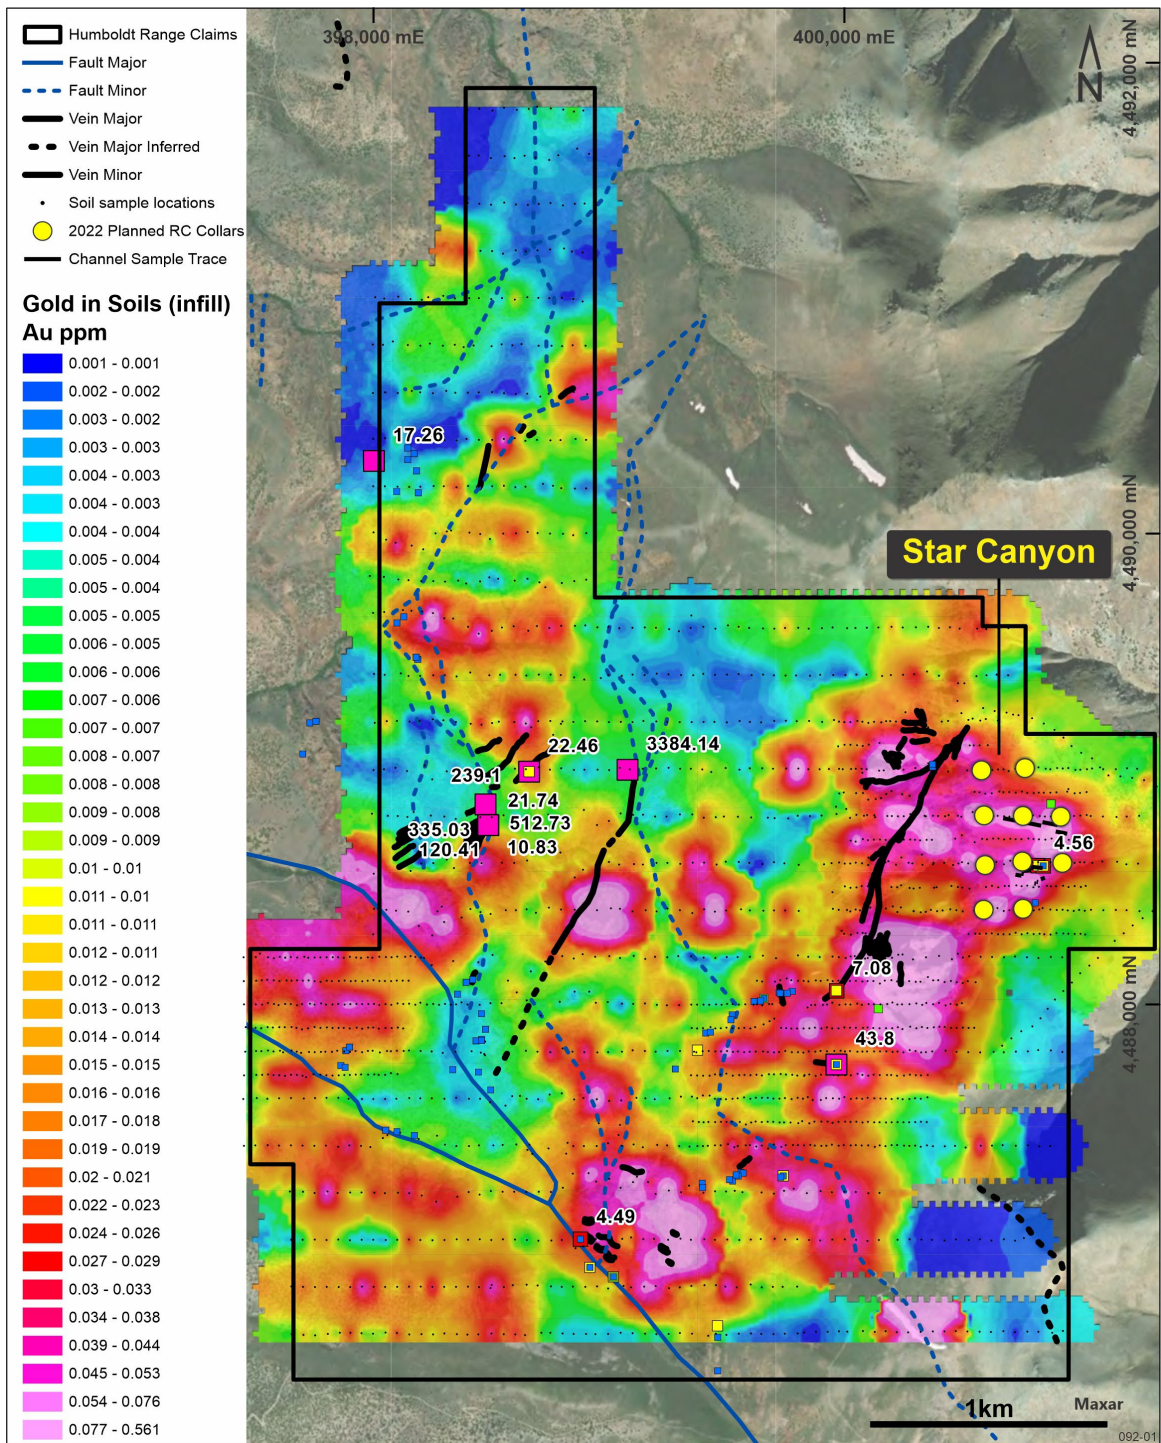 Humboldt Range Claims
Fault Major
Fault Minor
Vein Major
Vein Major Inferred
Vein Minor
Soil sample locations
2022 Planned RC Collars
Channel Sample Trace
Gold in Soils (infill)
Au ppm
0.001 - 0.001
0.002 - 0.002
0.003 - 0.002
0.003 - 0.003
0.004 - 0.003
0.004 - 0.003
0.004 - 0.004
0.005 - 0.004
0.005 - 0.004
0.005 - 0.005
0.006 - 0.005
0.006 - 0.006
0.007 - 0.006
0.007 - 0.007
0.008 - 0.007
0.008 - 0.008
0.009 - 0.008
0.009 - 0.009
0.01 - 0.01
0.011 - 0.01
0.011 - 0.011
0.012 - 0.011
0.012 - 0.012
0.013 - 0.013
0.014 - 0.014
0.015 - 0.015
0.016 - 0.016
0.017 - 0.018
0.019 - 0.019
0.02 - 0.021
0.022 - 0.023
0.024 - 0.026
0.027 - 0.029
0.03 - 0.033
0.034 - 0.038
0.039 - 0.044
0.045 - 0.053
0.054 - 0.076
0.077 - 0.561
398,000 mE
400,000 mE
N
4,492,000 mN
17.26
4,490,000 mN
Star Canyon
22.46
3384.14
239.1
21.74
335.03
512.73
120.41
10.83
4.56
7.08
43.8
4,488,000 mN
4.49
1km
Maxar
092-01